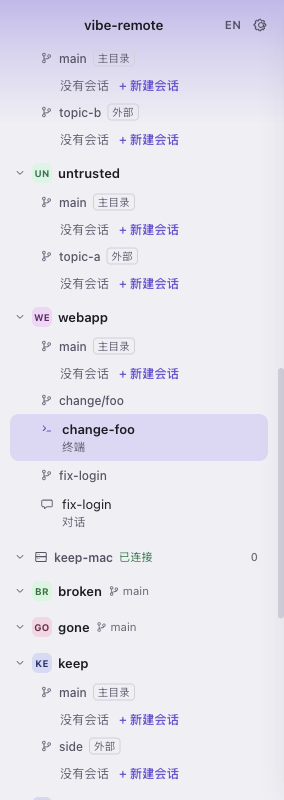 vibe-remote EN
main 主目录
没有会话 + 新建会话
topic-b 外部
没有会话 + 新建会话
UN untrusted
main 主目录
没有会话 + 新建会话
topic-a 外部
没有会话 + 新建会话
WE webapp
main 主目录
没有会话 + 新建会话
change/foo
change-foo
终端
fix-login
fix-login
对话
keep-mac 已连接 0
BR broken main
GO gone main
KE keep
main 主目录
没有会话 + 新建会话
side 外部
没有会话 + 新建会话